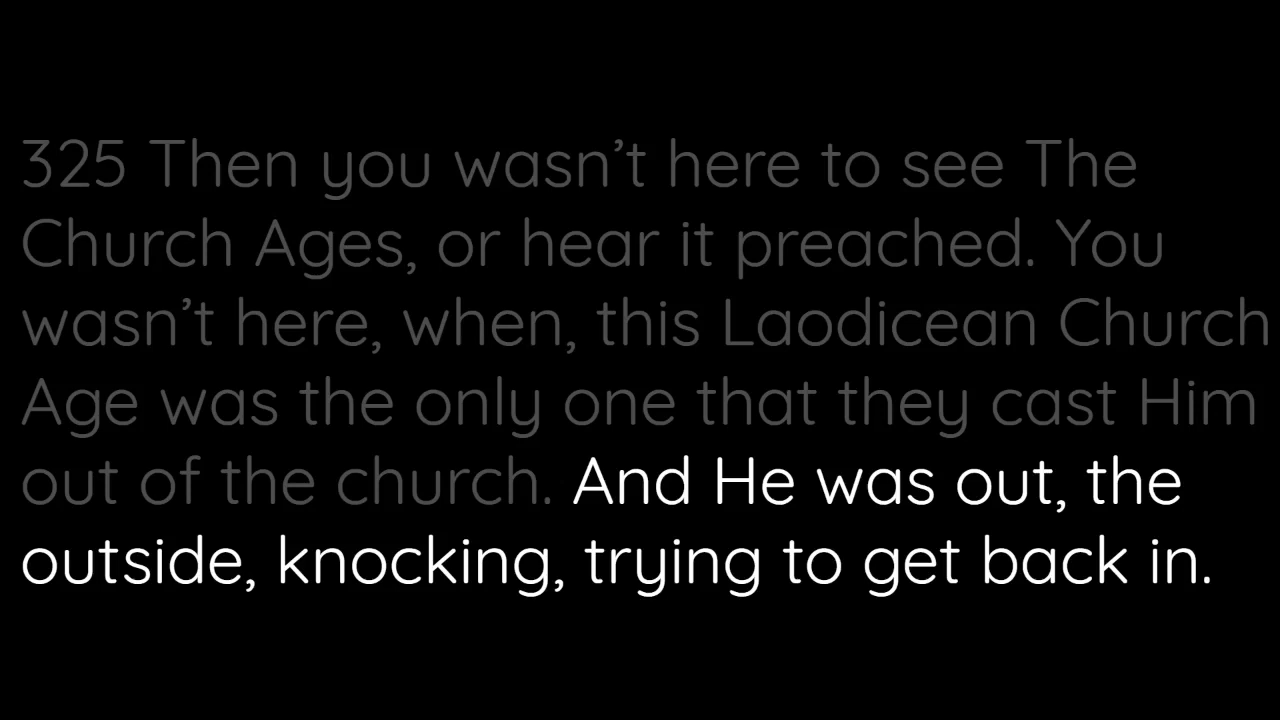 325 Then you wasn’t here to see The
Church Ages, or hear it preached. You
wasn’t here, when, this Laodicean Church
Age was the only one that they cast Him
out of the church. And He was out, the
outside, knocking, trying to get back in.